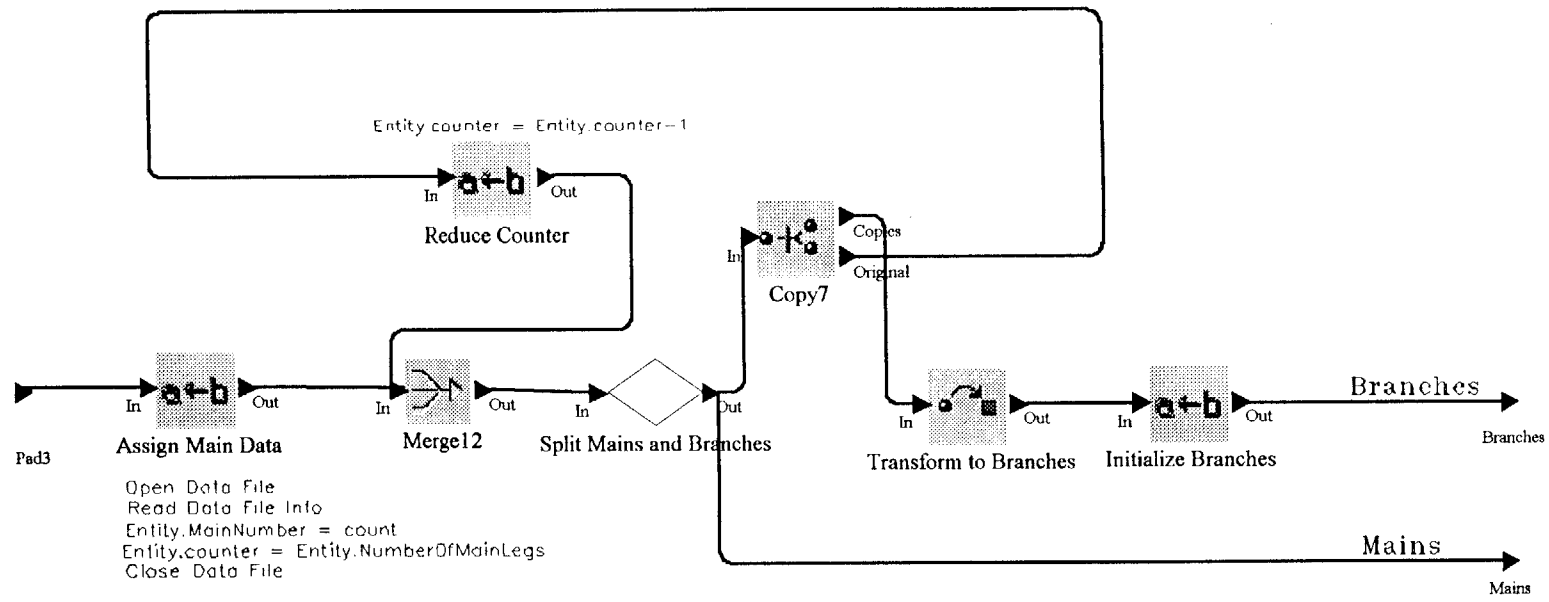 Entity counter = Entity.counter-1
a←b
In
Out
Reduce Counter
In
Copies
Original
Copy7
Pad3
In
a←b
Out
Assign Main Data
In
Out
Merge12
In
Out
Split Mains and Branches
In
Out
Transform to Branches
In
a←b
Out
Initialize Branches
Branches
Branches
Open Data File
Read Data File Info
Entity.MainNumber = count
Entity.counter = Entity.NumberOfMainLegs
Close Data File
Mains
Mains